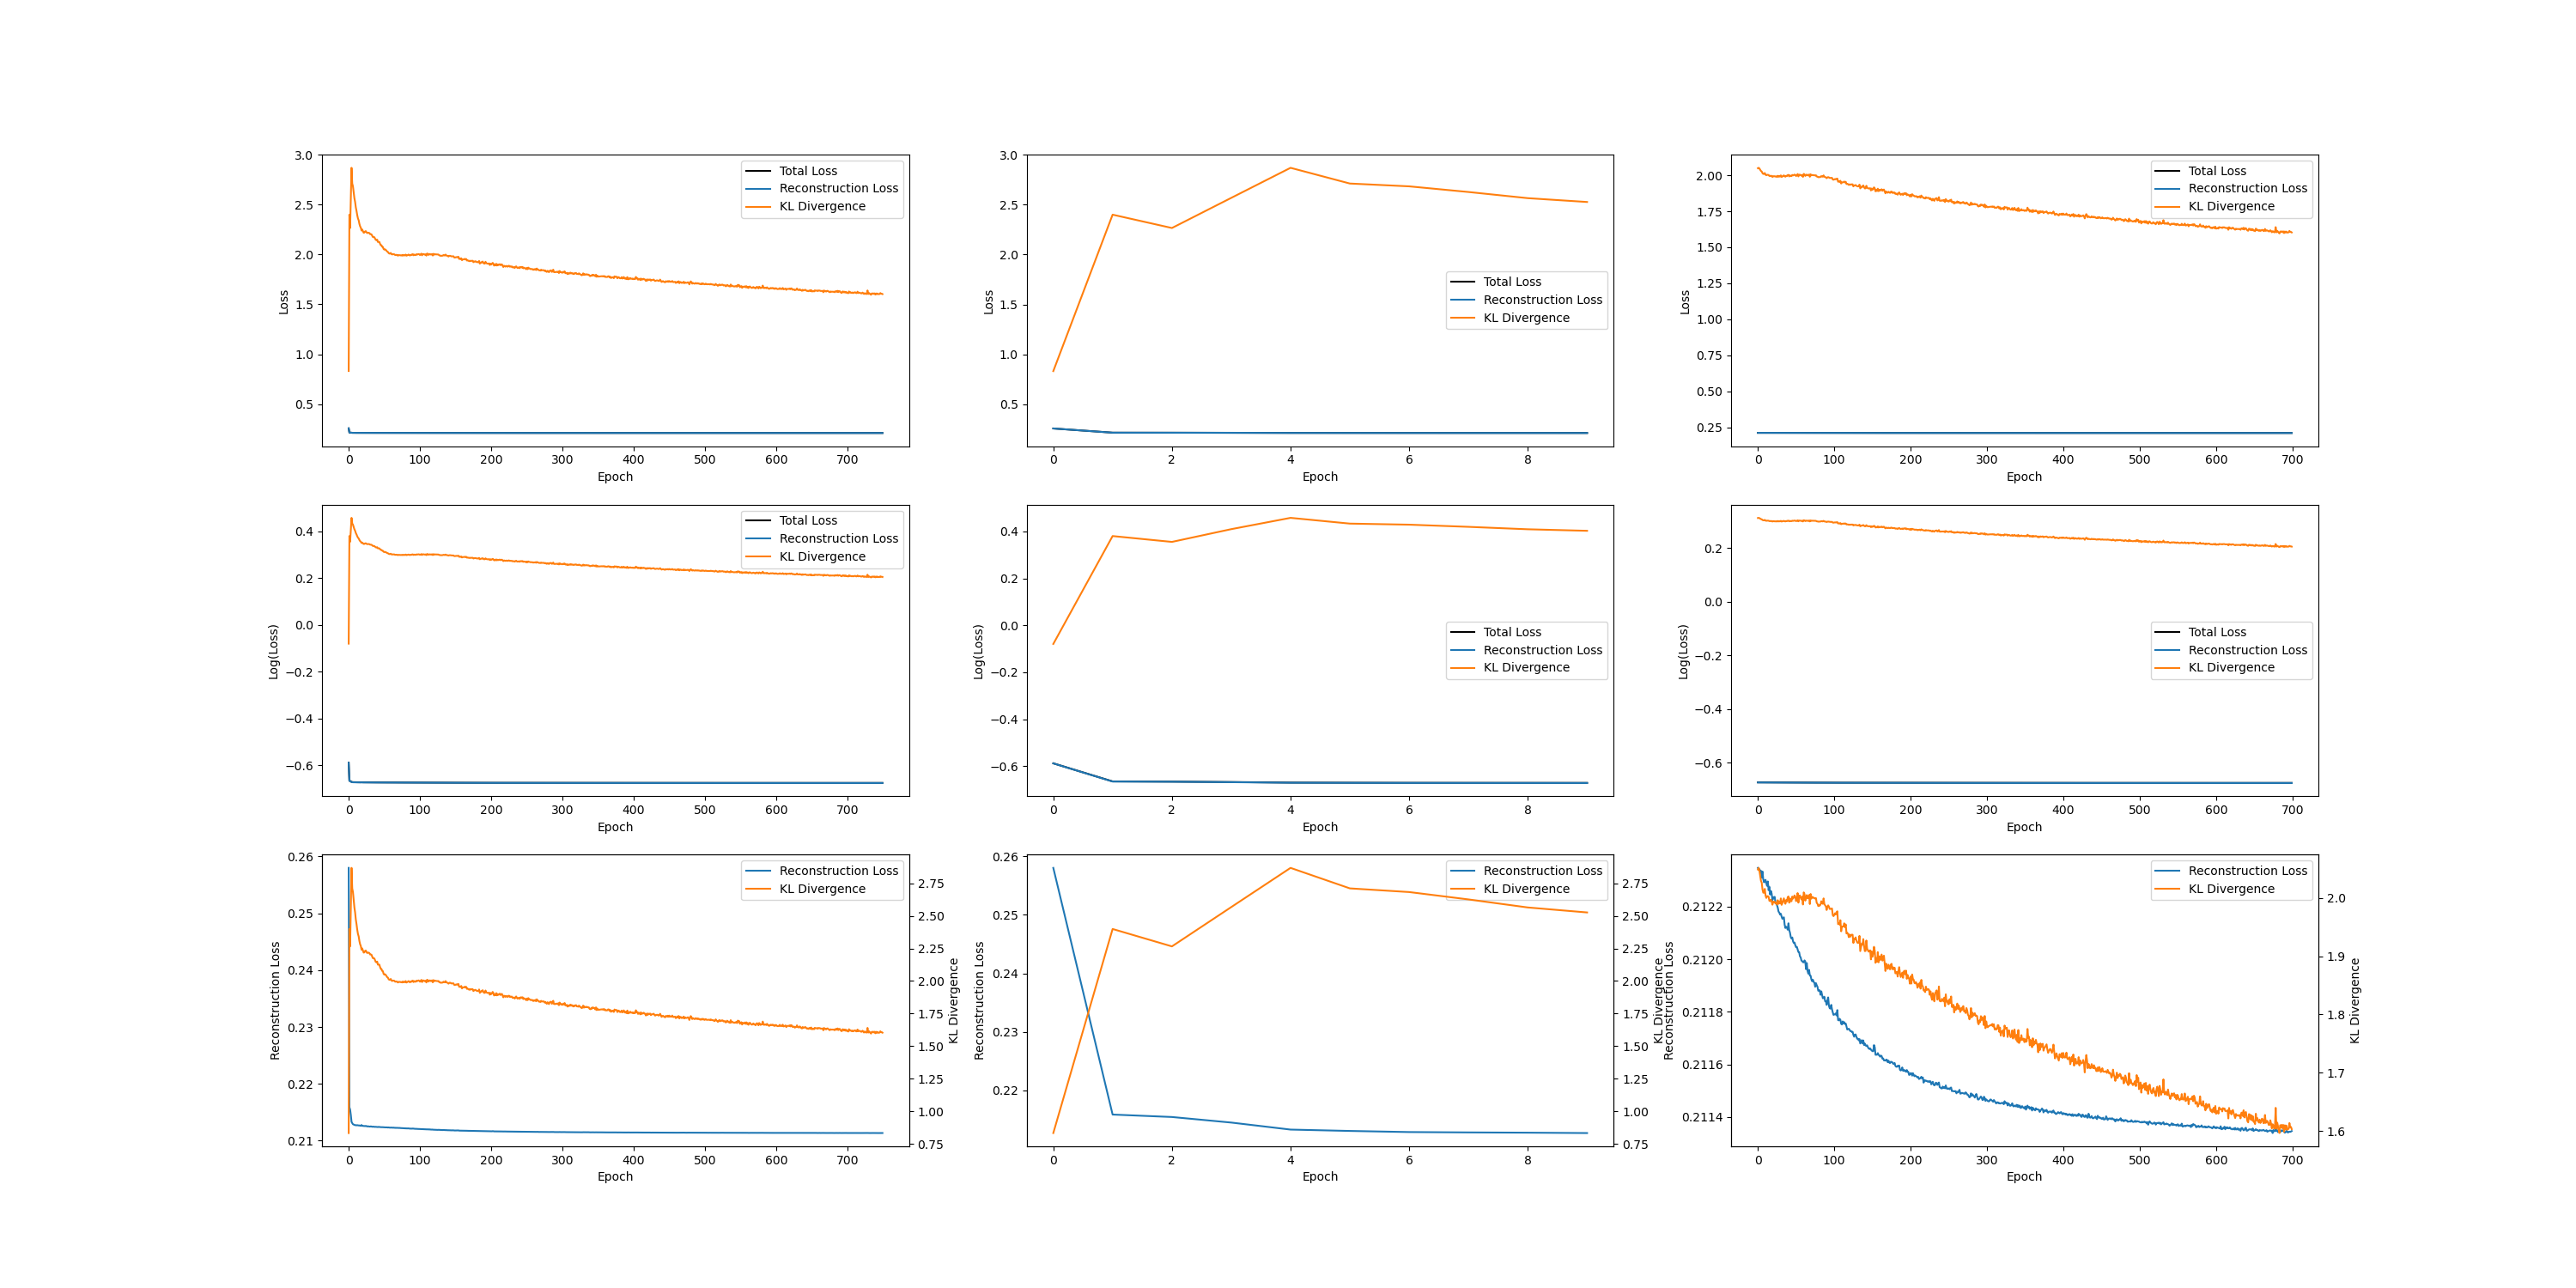 3.0
2.5
2.0
1.5
1.0
0.5
Loss
Total Loss
Reconstruction Loss
KL Divergence
0 100 200 300 400 500 600 700
Epoch
3.0
2.5
2.0
1.5
1.0
0.5
Loss
Total Loss
Reconstruction Loss
KL Divergence
0 2 4 6 8
Epoch
2.00
1.75
1.50
1.25
1.00
0.75
0.50
0.25
Loss
Total Loss
Reconstruction Loss
KL Divergence
0 100 200 300 400 500 600 700
Epoch
0.4
0.2
0.0
−0.2
−0.4
−0.6
Log(Loss)
Total Loss
Reconstruction Loss
KL Divergence
0 100 200 300 400 500 600 700
Epoch
0.4
0.2
0.0
−0.2
−0.4
−0.6
Log(Loss)
Total Loss
Reconstruction Loss
KL Divergence
0 2 4 6 8
Epoch
0.2
0.0
−0.2
−0.4
−0.6
Log(Loss)
Total Loss
Reconstruction Loss
KL Divergence
0 100 200 300 400 500 600 700
Epoch
0.26
0.25
0.24
0.23
0.22
0.21
Reconstruction Loss
Reconstruction Loss
KL Divergence
2.75
2.50
2.25
2.00
1.75
1.50
1.25
1.00
0.75
KL Divergence
0 100 200 300 400 500 600 700
Epoch
0.26
0.25
0.24
0.23
0.22
Reconstruction Loss
Reconstruction Loss
KL Divergence
2.75
2.50
2.25
2.00
1.75
1.50
1.25
1.00
0.75
KL Divergence
0 2 4 6 8
Epoch
0.2122
0.2120
0.2118
0.2116
0.2114
Reconstruction Loss
Reconstruction Loss
KL Divergence
2.0
1.9
1.8
1.7
1.6
KL Divergence
0 100 200 300 400 500 600 700
Epoch